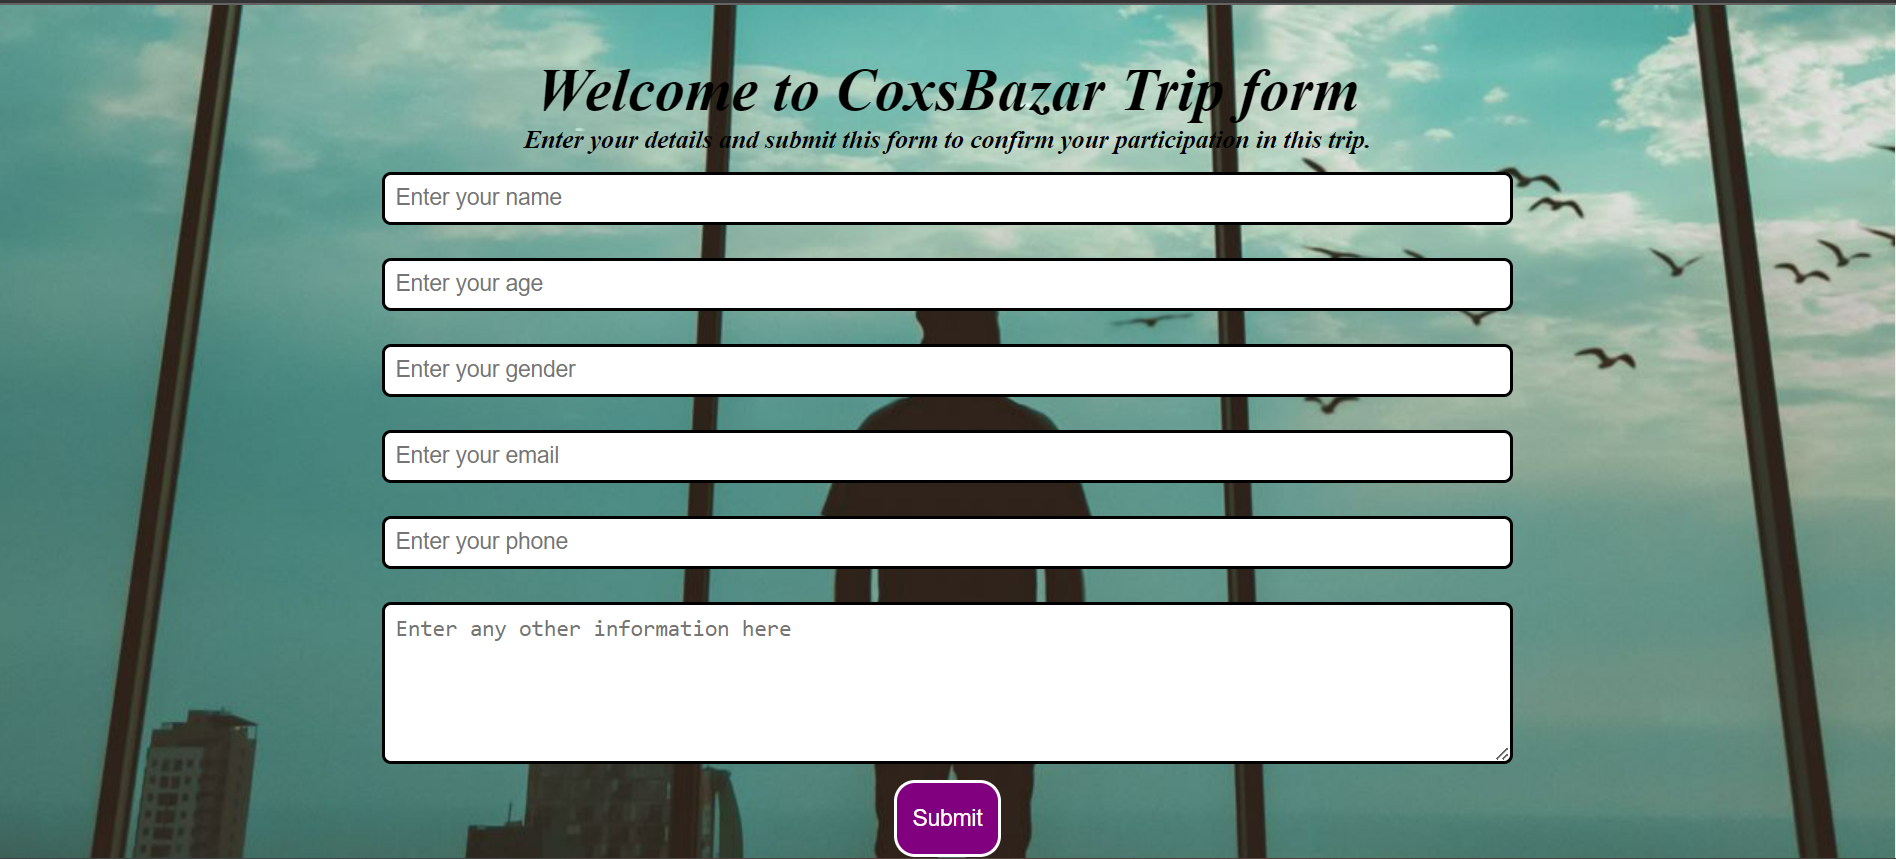 Welcome to CoxsBazar Trip form
Enter your details and submit this form to confirm your participation in this trip.
Enter your name
Enter your age
Enter your gender
Enter your email
Enter your phone
Enter any other information here
Submit